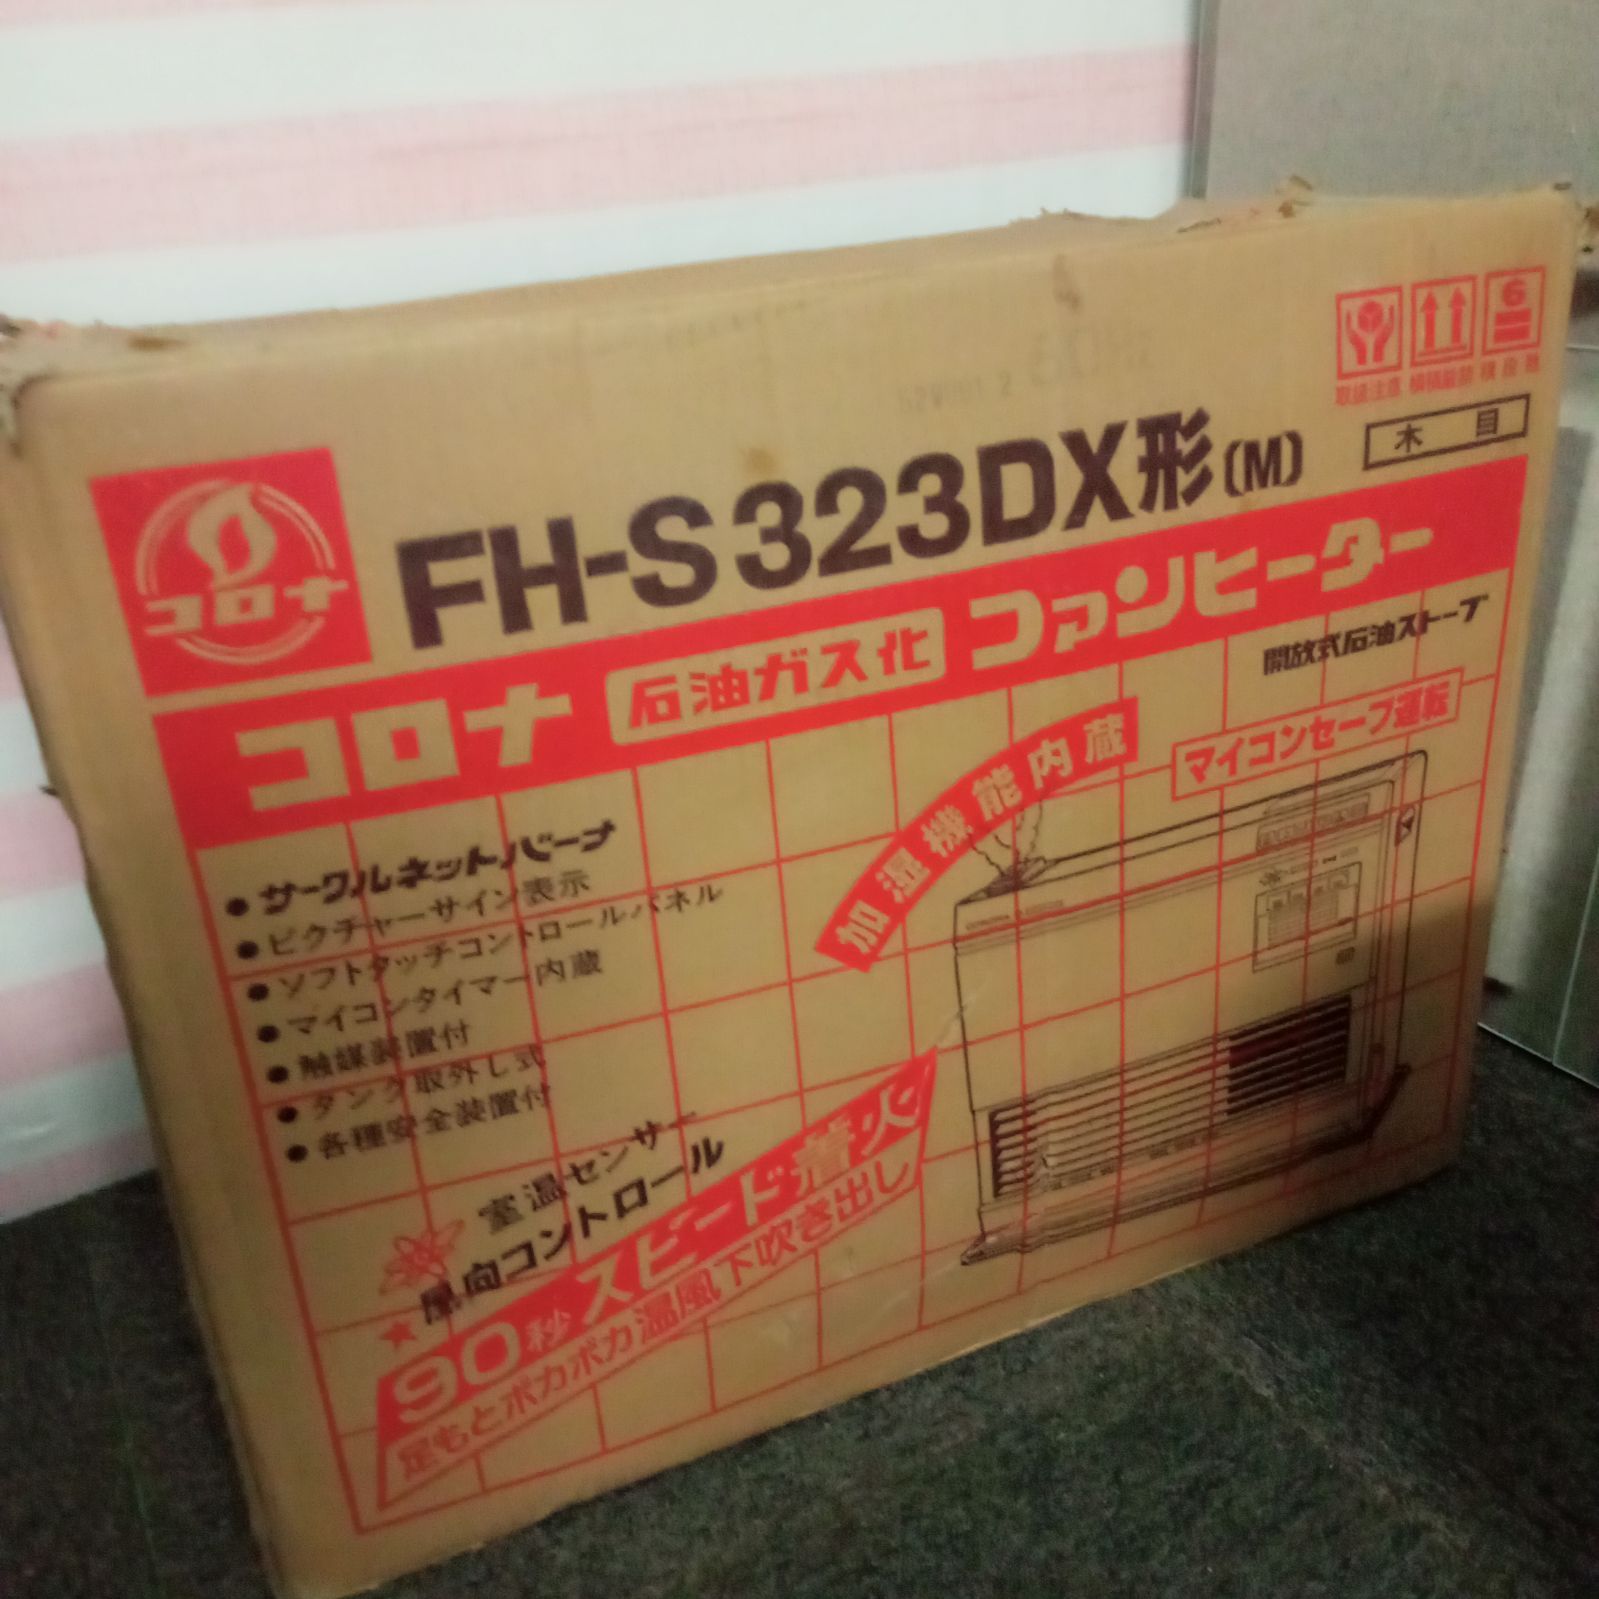 取扱注意 横積厳禁 積段数
6
木目
コロナ
FH-S323DX形(M)
コロナ 石油ガス化 ファンヒーター
開放式石油ストーブ
加湿機能内蔵
マイコンセーブ運転
●サークルネットバーナ
●ピクチャーサイン表示
●ソフトタッチコントロールパネル
●マイコンタイマー内蔵
●触媒装置付
●タンク取外し式
●各種安全装置付
室温センサー
★風向コントロール
90秒スピード着火
足もとポカポカ温風下吹き出し